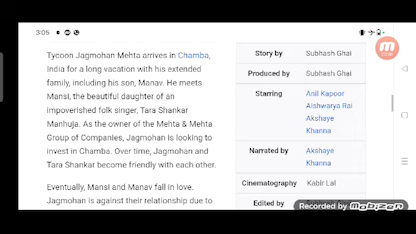 3:05
Tycoon Jagmohan Mehta arrives in Chamba,
India for a long vacation with his extended
family, including his son, Manav. He meets
Mansi, the beautiful daughter of an
impoverished folk singer, Tara Shankar
Manhuja. As the owner of the Mehta & Mehta
Group of Companies, Jagmohan is looking to
invest in Chamba. Over time, Jagmohan and
Tara Shankar become friendly with each other.
Eventually, Mansi and Manav fall in love.
Jagmohan is against their relationship due to
Story by Subhash Ghai
Produced by Subhash Ghai
Starring Anil Kapoor
Aishwarya Rai
Akshaye
Khanna
Narrated by Akshaye
Khanna
Cinematography Kabir Lal
Edited by
Recorded by Mobizen